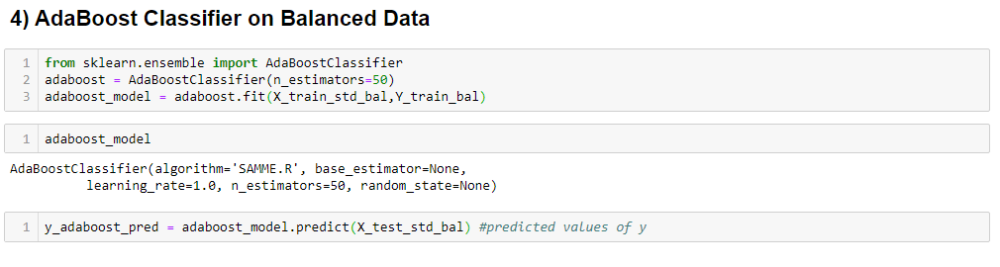 4) AdaBoost Classifier on Balanced Data
1 from sklearn.ensemble import AdaBoostClassifier
2 adaboost = AdaBoostClassifier(n_estimators=50)
3 adaboost_model = adaboost.fit(X_train_std_bal,Y_train_bal)
1 adaboost_model
AdaBoostClassifier(algorithm='SAMME.R', base_estimator=None,
learning_rate=1.0, n_estimators=50, random_state=None)
1 y_adaboost_pred = adaboost_model.predict(X_test_std_bal) #predicted values of y